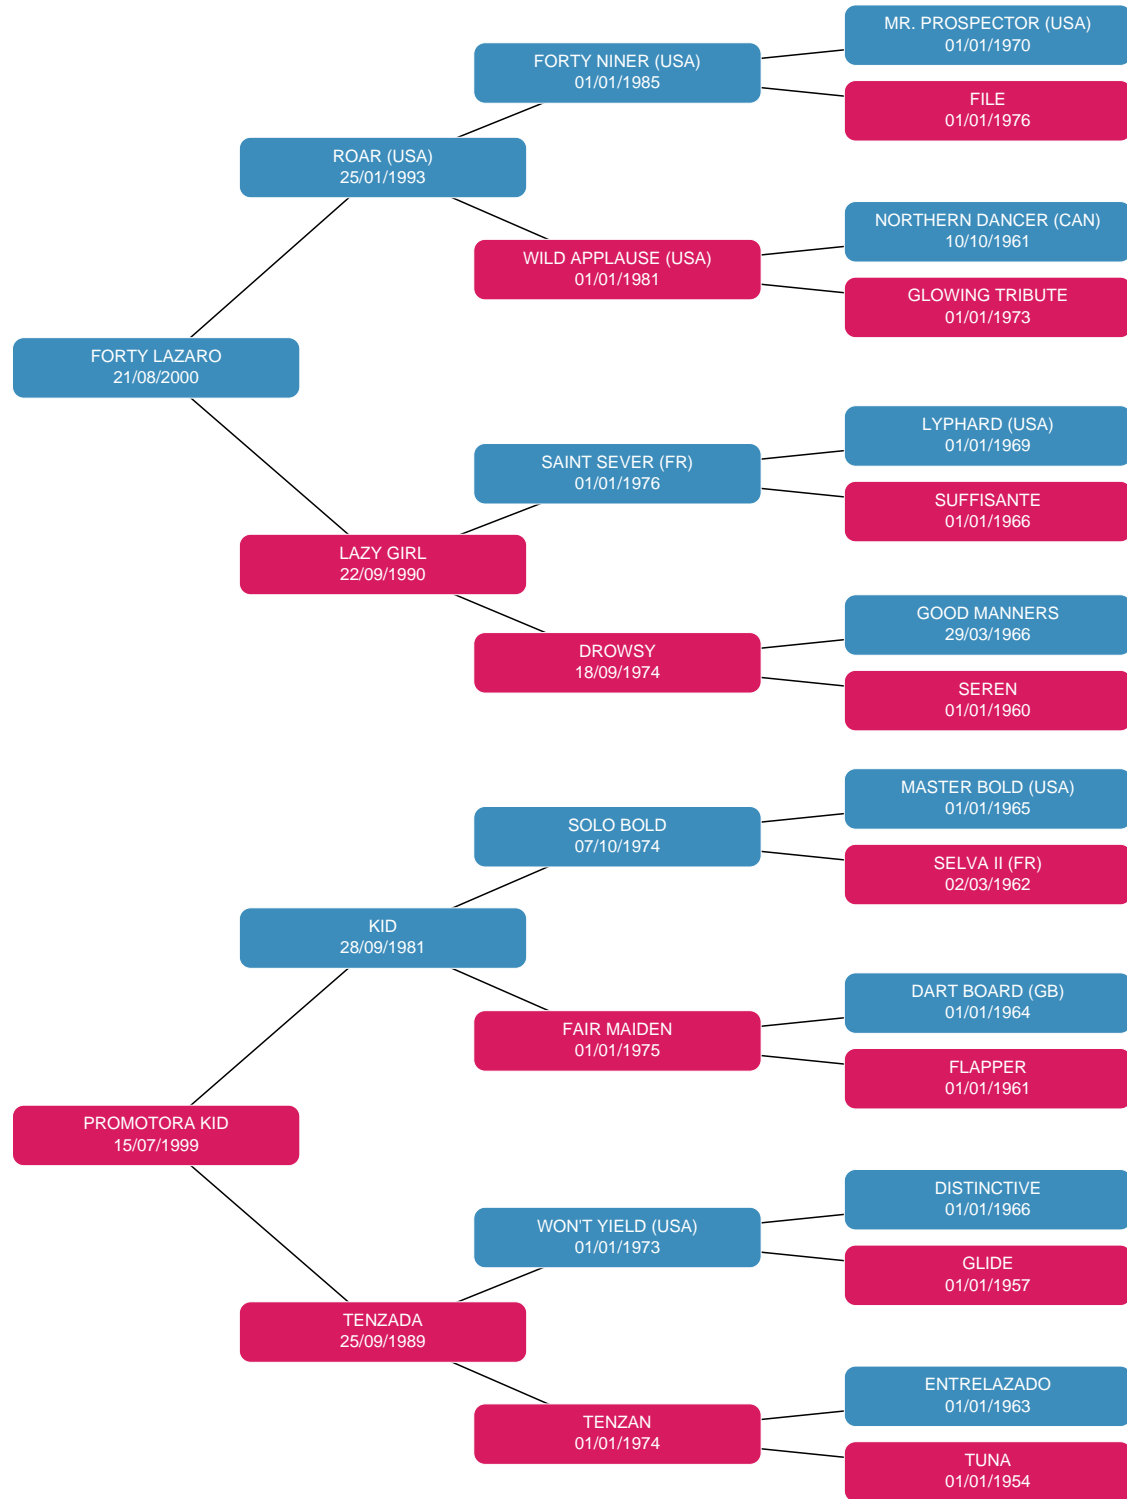 MR. PROSPECTOR (USA)
01/01/1970
FORTY NINER (USA)
01/01/1985
FILE
01/01/1976
ROAR (USA)
25/01/1993
NORTHERN DANCER (CAN)
10/10/1961
WILD APPLAUSE (USA)
01/01/1981
GLOWING TRIBUTE
01/01/1973
FORTY LAZARO
21/08/2000
LYPHARD (USA)
01/01/1969
SAINT SEVER (FR)
01/01/1976
SUFFISANTE
01/01/1966
LAZY GIRL
22/09/1990
GOOD MANNERS
29/03/1966
DROWSY
18/09/1974
SEREN
01/01/1960
MASTER BOLD (USA)
01/01/1965
SOLO BOLD
07/10/1974
SELVA II (FR)
02/03/1962
KID
28/09/1981
DART BOARD (GB)
01/01/1964
FAIR MAIDEN
01/01/1975
FLAPPER
01/01/1961
PROMOTORA KID
15/07/1999
DISTINCTIVE
01/01/1966
WON'T YIELD (USA)
01/01/1973
GLIDE
01/01/1957
TENZADA
25/09/1989
ENTRELAZADO
01/01/1963
TENZAN
01/01/1974
TUNA
01/01/1954